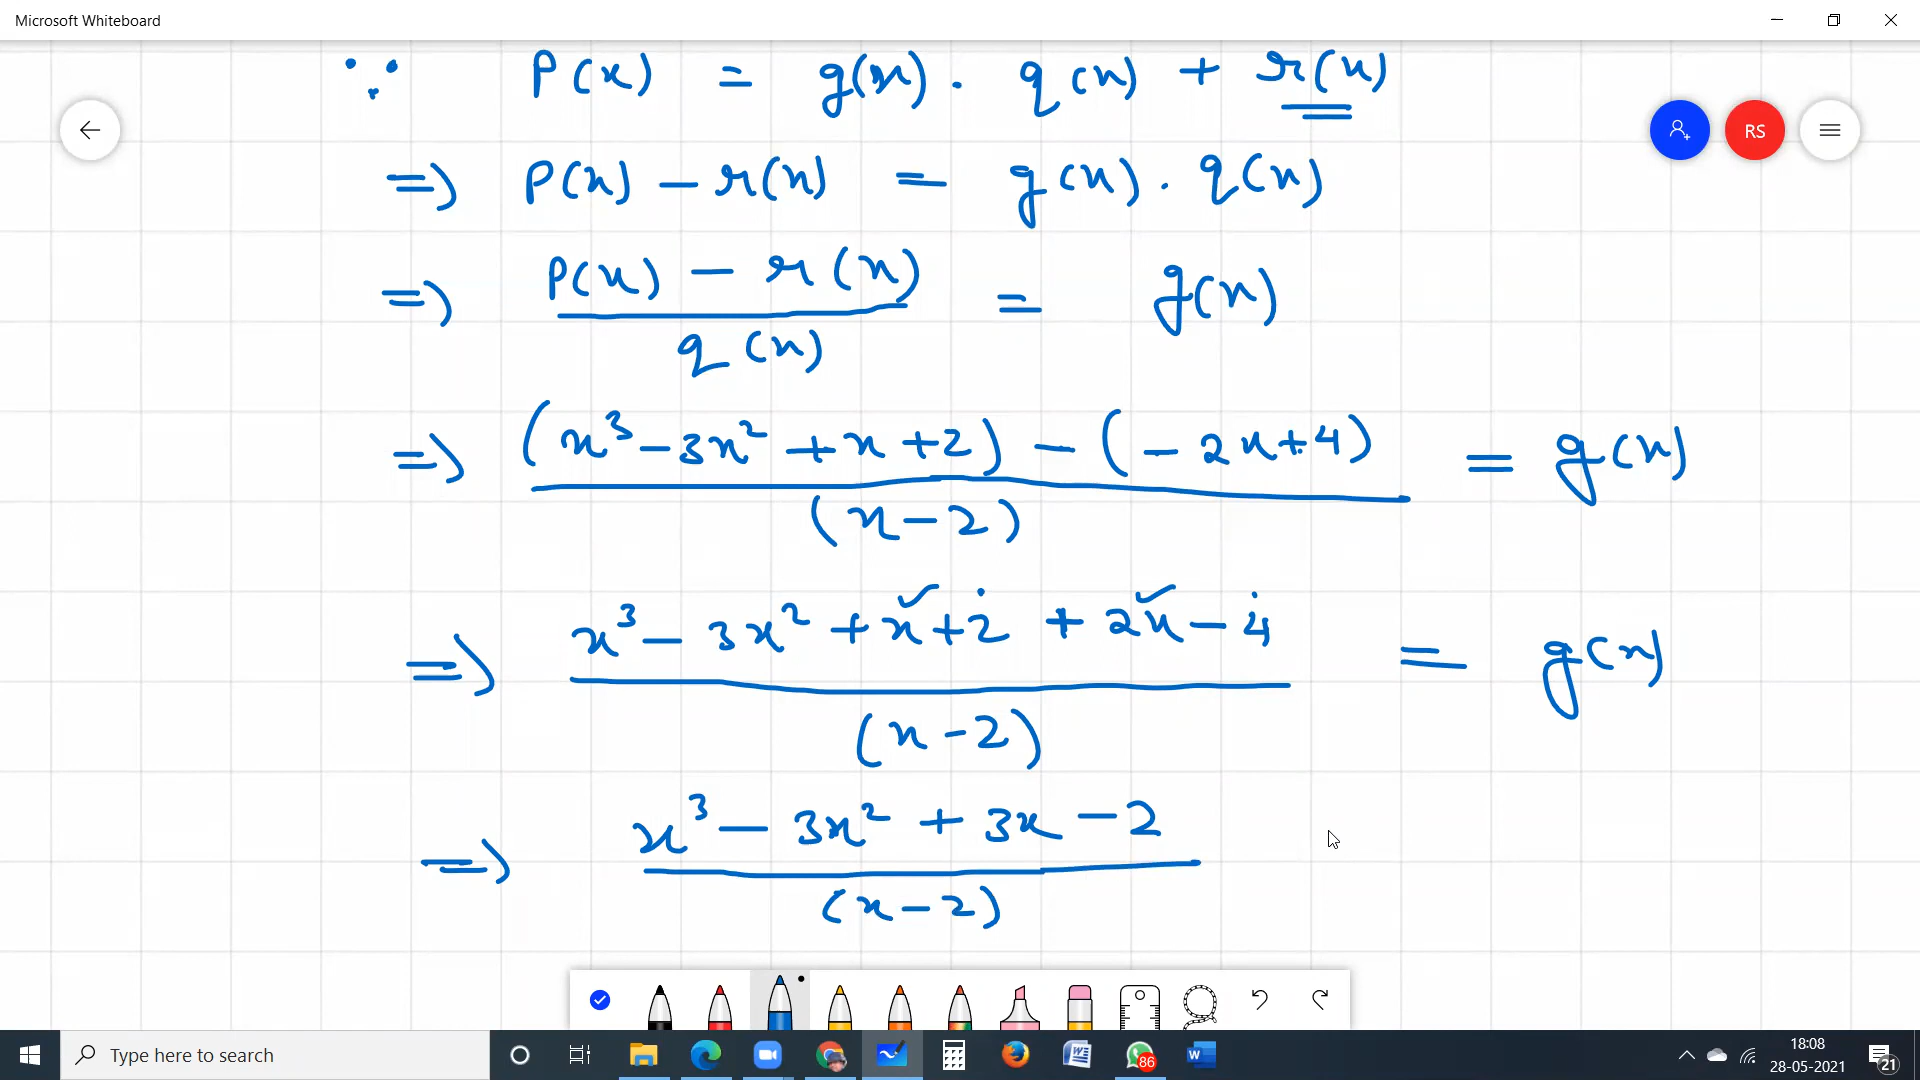 Microsoft Whiteboard
∵ P(x) = g(x) · q(x) + r(x)
RS
=> P(x) – r(x) = g(x) · q(x)
=> P(x) – r(x) / q(x) = g(x)
=> (x³ – 3x² + x + 2) – (– 2x + 4) / (x – 2) = g(x)
=> x³ – 3x² + x + 2 + 2x – 4 / (x – 2) = g(x)
=> x³ – 3x² + 3x – 2 / (x – 2)
Type here to search
86
18:08
28-05-2021
21